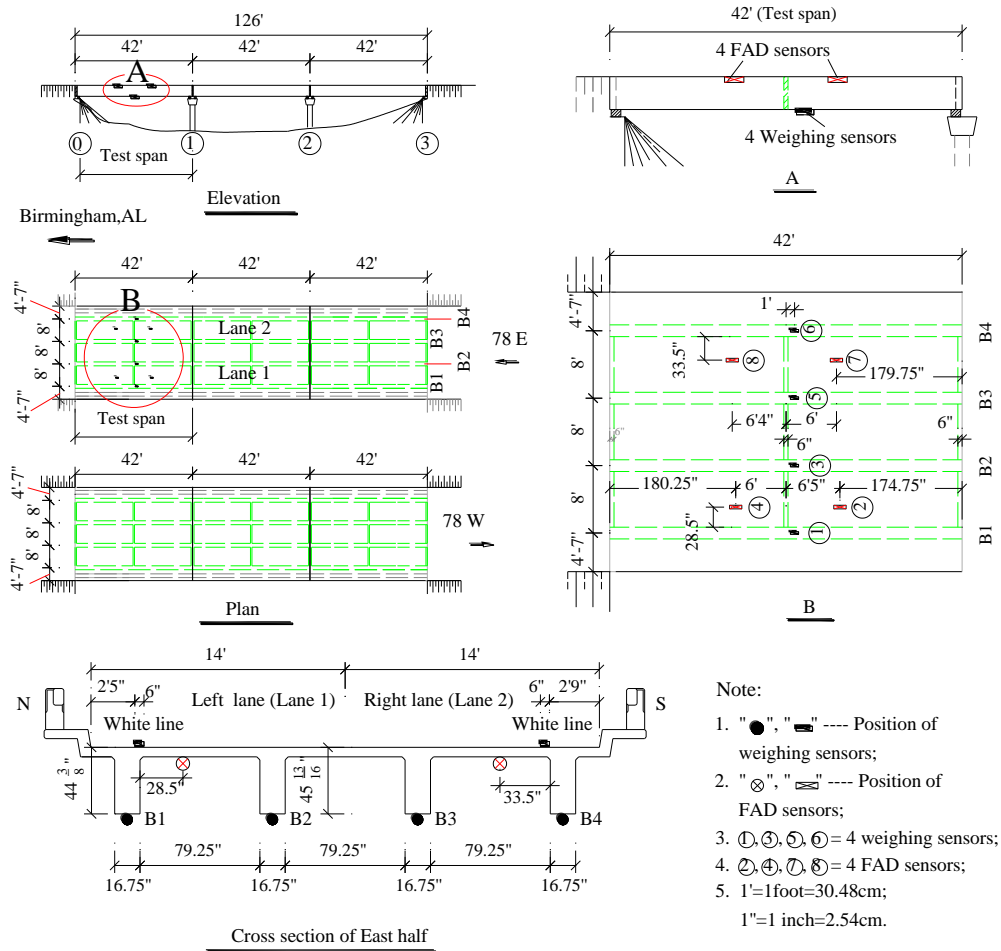 126'
42'
42'
42'
A
0
1
2
3
Test span
Elevation
42' (Test span)
4 FAD sensors
4 Weighing sensors
A
Birmingham,AL
42'
42'
42'
4'-7"
8'
8'
8'
4'-7"
B
Lane 2
Lane 1
B4
B3
B2
B1
78 E
Test span
42'
42'
42'
4'-7"
8'
8'
8'
4'-7"
78 W
Plan
42'
4'-7"
8'
8'
8'
4'-7"
1'
6
33.5"
8
7
179.75"
5
6'4"
6'
6"
6"
6"
3
180.25"
6'
6'5"
174.75"
4
2
28.5"
1
B4
B3
B2
B1
B
14'
14'
N
2'5"
6"
Left lane (Lane 1)
Right lane (Lane 2)
6"
2'9"
S
White line
White line
44 3/8
28.5"
45 13/16
33.5"
B1
B2
B3
B4
79.25"
79.25"
79.25"
16.75"
16.75"
16.75"
16.75"
Cross section of East half
Note:
1. " ", " " ---- Position of
weighing sensors;
2. " ", " " ---- Position of
FAD sensors;
3. 1,3,5,6= 4 weighing sensors;
4. 2,4,7,8= 4 FAD sensors;
5. 1'=1foot=30.48cm;
1"=1 inch=2.54cm.